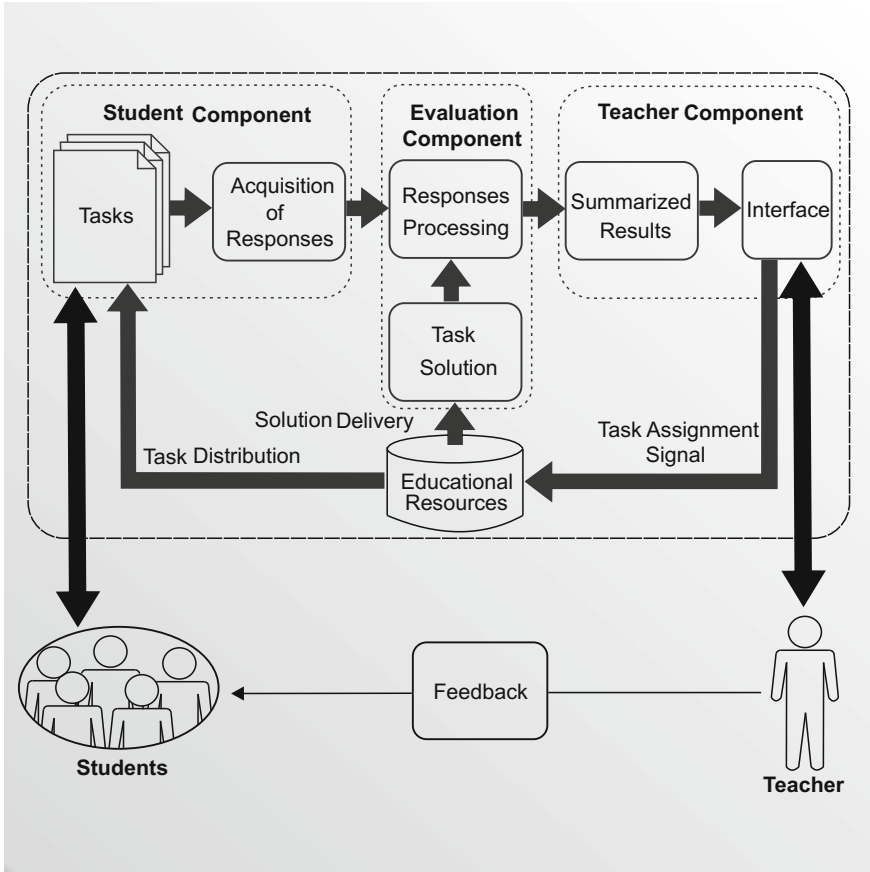 Student Component
Evaluation
Component
Teacher Component
Tasks
Acquisition
of
Responses
Responses
Processing
Summarized
Results
Interface
Task
Solution
Solution Delivery
Task Distribution
Educational
Resources
Task Assignment
Signal
Feedback
Students
Teacher